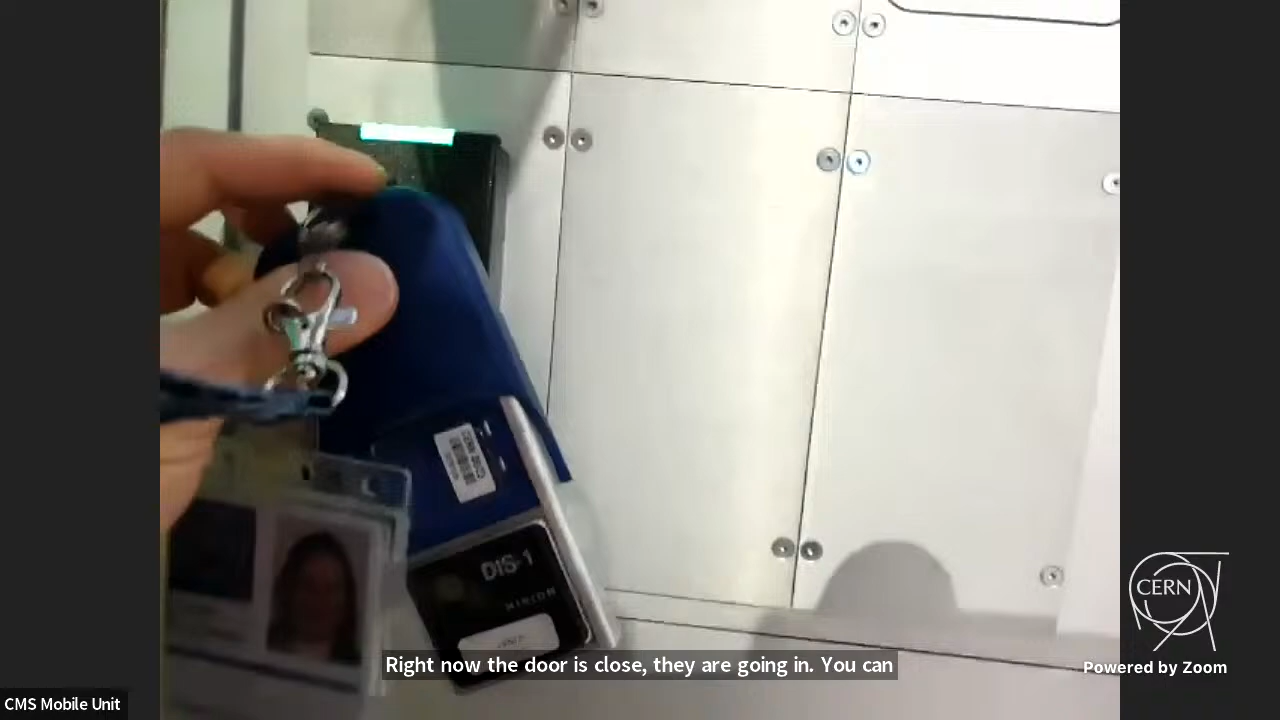 DIS-1
MIRION
Right now the door is close, they are going in. You can
CERN
Powered by Zoom
CMS Mobile Unit